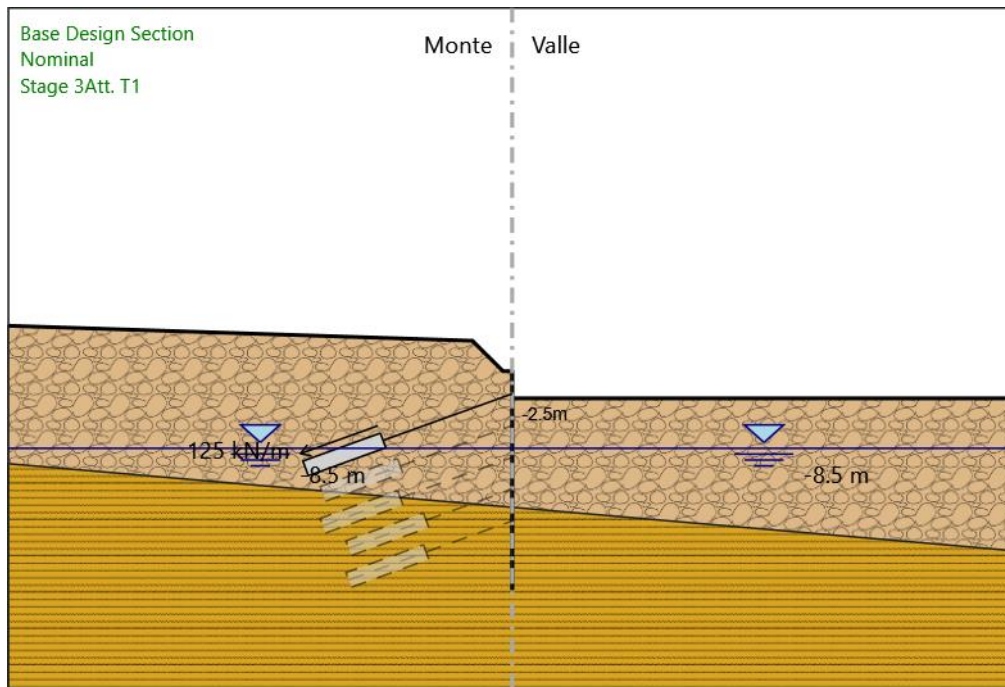 Base Design Section
Nominal
Stage 3Att. T1
Monte
Valle
-2.5m
125 kN/m
-8.5 m
-8.5 m